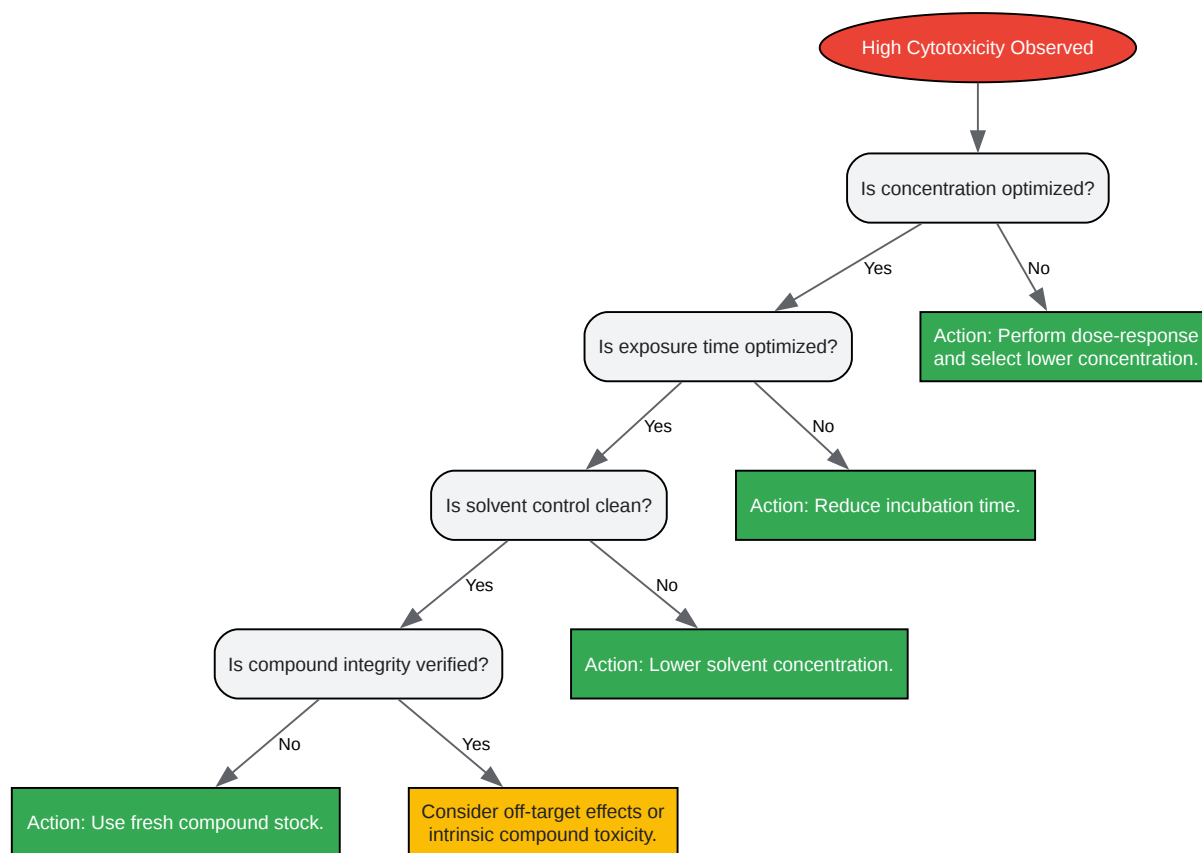 High Cytotoxicity Observed
Is concentration optimized?
Yes
No
Is exposure time optimized?
Action: Perform dose-response
and select lower concentration.
Yes
No
Is solvent control clean?
Action: Reduce incubation time.
Yes
No
Is compound integrity verified?
Action: Lower solvent concentration.
No
Yes
Action: Use fresh compound stock.
Consider off-target effects or
intrinsic compound toxicity.